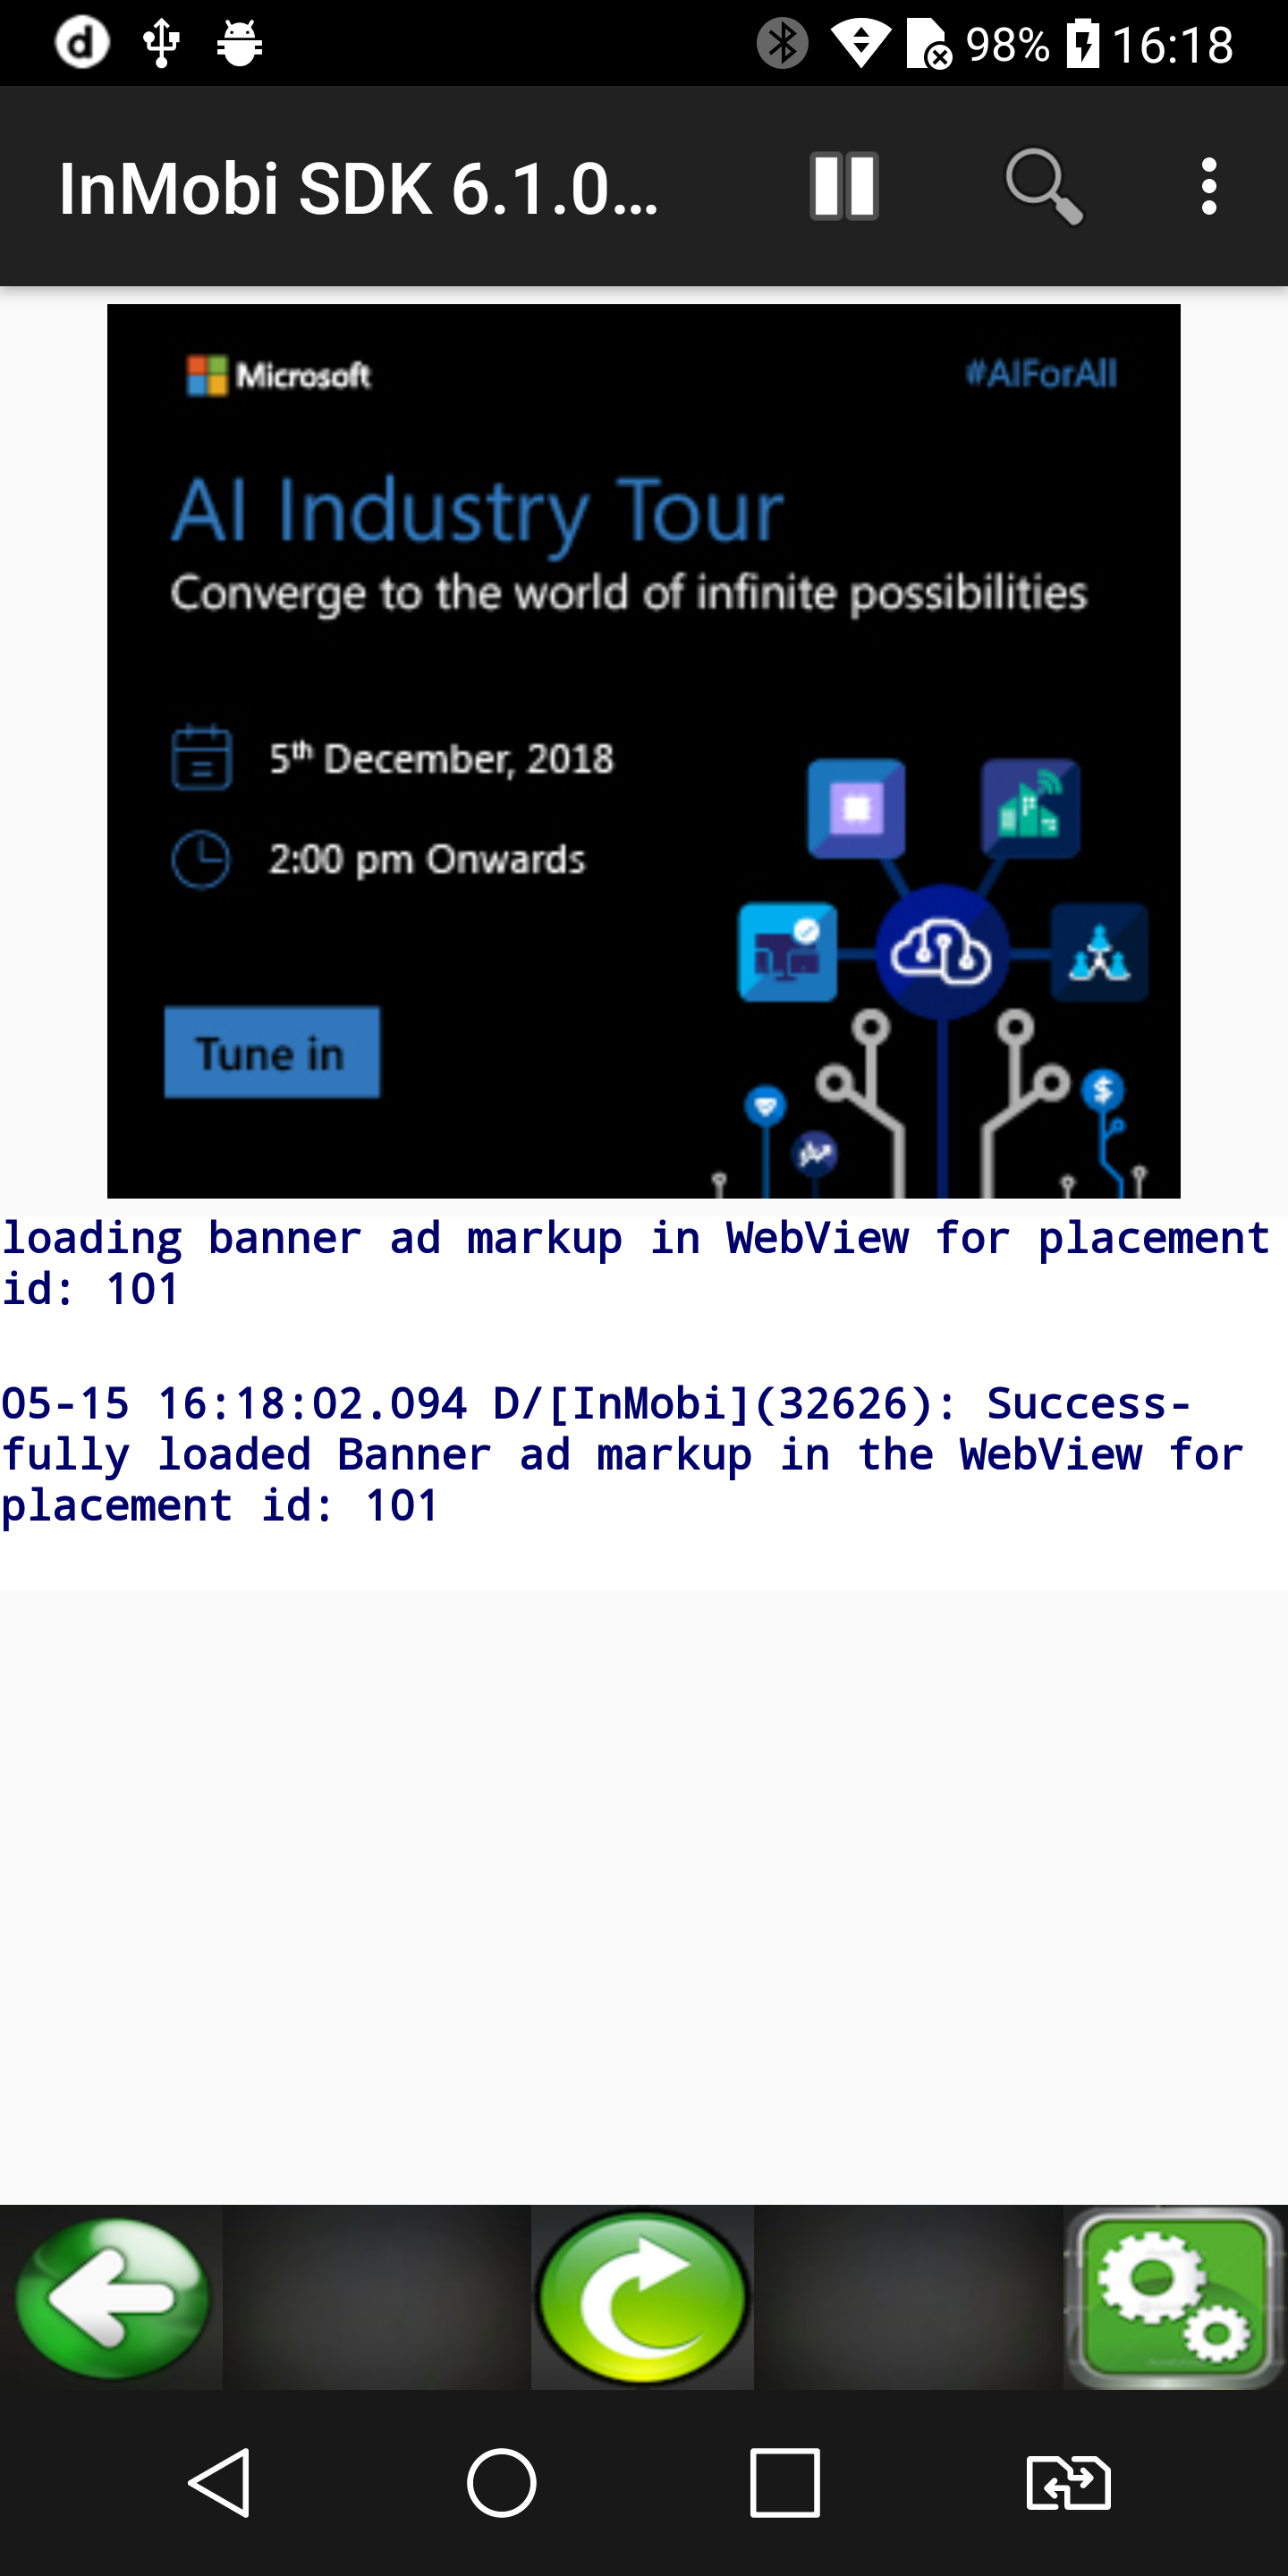 98% 16:18
InMobi SDK 6.1.0...
Microsoft
#AIForAll
AI Industry Tour
Converge to the world of infinite possibilities
5th December, 2018
2:00 pm Onwards
Tune in
loading banner ad markup in WebView for placement
id: 101
05-15 16:18:02.094 D/[InMobi](32626): Success-
fully loaded Banner ad markup in the WebView for
placement id: 101